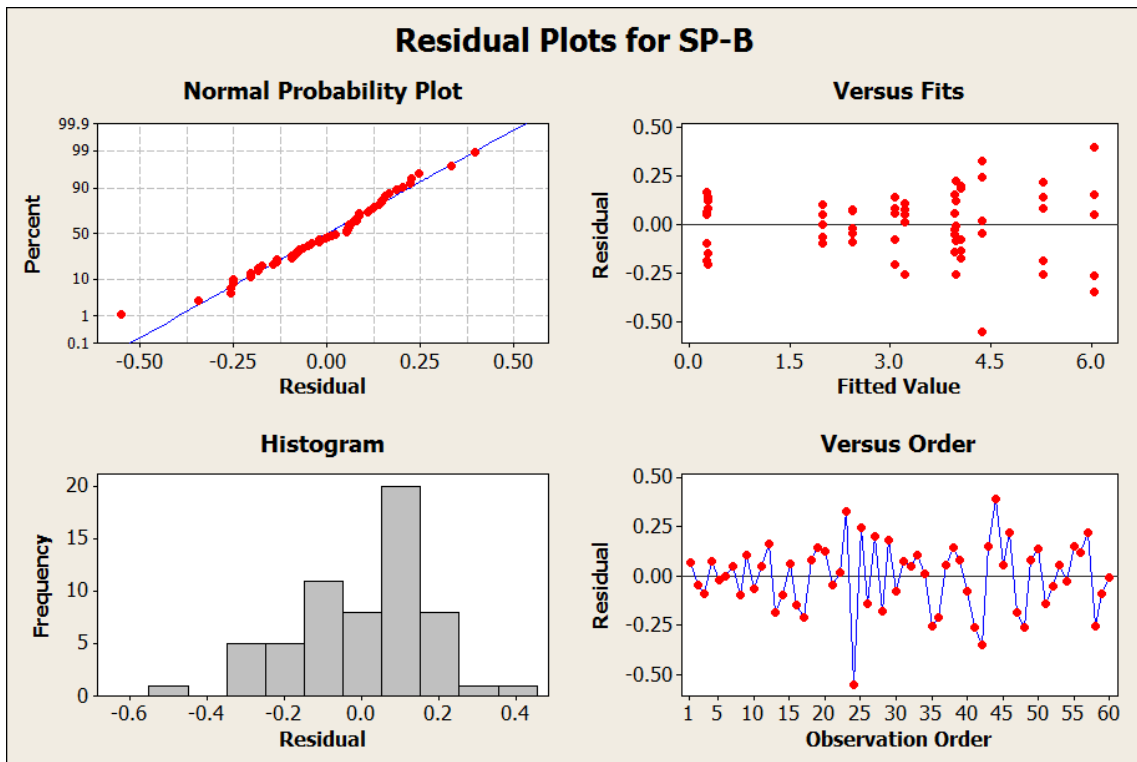 Residual Plots for SP-B
Normal Probability Plot
99.9
99
90
50
10
1
0.1
Percent
-0.50 -0.25 0.00 0.25 0.50
Residual
Versus Fits
0.50
0.25
0.00
-0.25
-0.50
Residual
0.0 1.5 3.0 4.5 6.0
Fitted Value
Histogram
20
15
10
5
0
Frequency
-0.6 -0.4 -0.2 0.0 0.2 0.4
Residual
Versus Order
0.50
0.25
0.00
-0.25
-0.50
Residual
1 5 10 15 20 25 30 35 40 45 50 55 60
Observation Order